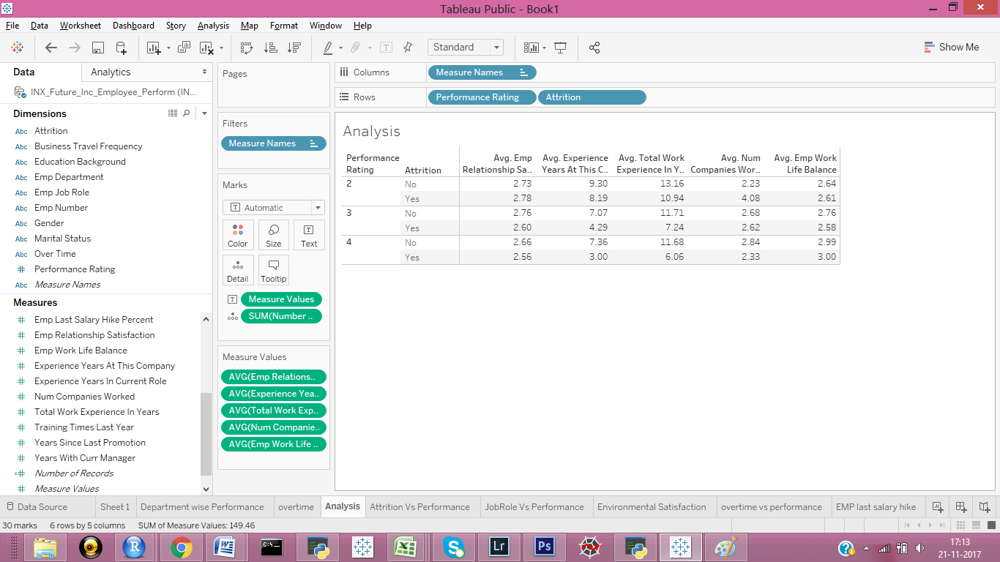 Tableau Public - Book1
File Data Worksheet Dashboard Story Analysis Map Format Window Help
Standard
Show Me
Data Analytics
INX_Future_Inc_Employee_Perform (IN...
Dimensions
Abc Attrition
Abc Business Travel Frequency
Abc Education Background
Abc Emp Department
Abc Emp Job Role
Abc Emp Number
Abc Gender
Abc Marital Status
Abc Over Time
# Performance Rating
Abc Measure Names
Measures
# Emp Last Salary Hike Percent
# Emp Relationship Satisfaction
# Emp Work Life Balance
# Experience Years At This Company
# Experience Years In Current Role
# Num Companies Worked
# Total Work Experience In Years
# Training Times Last Year
# Years Since Last Promotion
# Years With Curr Manager
=# Number of Records
# Measure Values
Pages
Filters
Measure Names
Marks
T Automatic
Color Size Text
Detail Tooltip
Measure Values
SUM(Number ..
Measure Values
AVG(Emp Relations..
AVG(Experience Yea..
AVG(Total Work Exp..
AVG(Num Companie..
AVG(Emp Work Life ..
Columns Measure Names
Rows Performance Rating Attrition
Analysis
Performance Avg. Emp Avg. Experience Avg. Total Work Avg. Num Avg. Emp Work
Rating Attrition Relationship Sa.. Years At This C.. Experience In Y.. Companies Wor.. Life Balance
2 No 2.73 9.30 13.16 2.23 2.64
Yes 2.78 8.19 10.94 4.08 2.61
3 No 2.76 7.07 11.71 2.68 2.76
Yes 2.60 4.29 7.24 2.62 2.58
4 No 2.66 7.36 11.68 2.84 2.99
Yes 2.56 3.00 6.06 2.33 3.00
Data Source Sheet 1 Department wise Performance overtime Analysis Attrition Vs Performance JobRole Vs Performance Environmental Satisfaction overtime vs performance EMP last salary hike
30 marks 6 rows by 5 columns SUM of Measure Values: 149.46
R W C:\. X S Lr Ps ?
17:13
21-11-2017